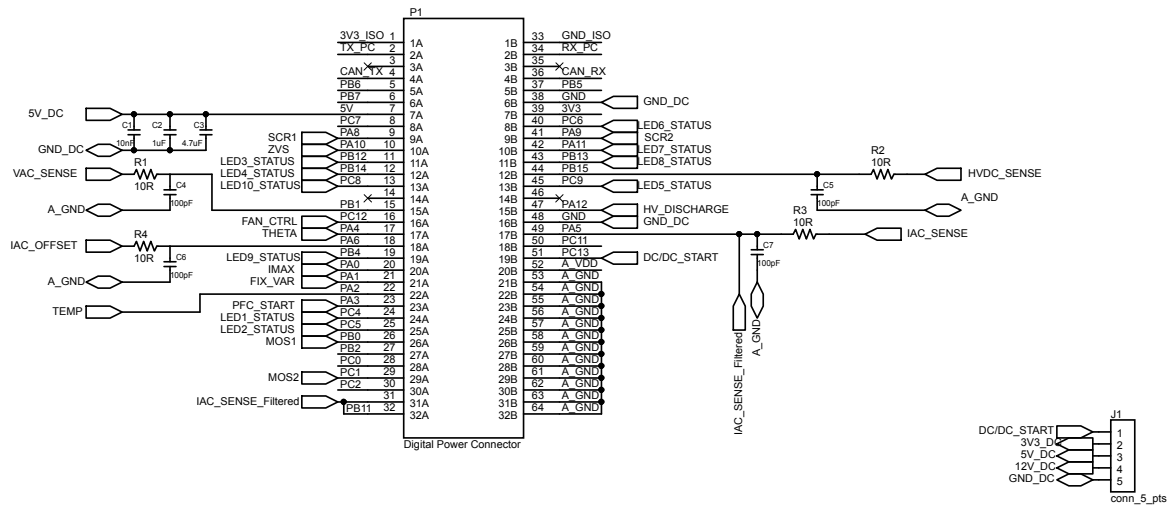 P1
3V3_ISO 1 1A 1B 33 GND_ISO
TX_PC 2 2A 2B 34 RX_PC
3 3A 3B 35
CAN_TX 4 4A 4B 36 CAN_RX
PB6 5 5A 5B 37 PB5
PB7 6 6A 6B 38 GND GND_DC
5V_DC 5V 7 7A 7B 39 3V3
C1 C2 C3 PC7 8 8A 8B 40 PC6 LED6_STATUS
10nF 1uF 4.7uF
SCR1 PA8 9 9A 9B 41 PA9 SCR2
GND_DC ZVS PA10 10 10A 10B 42 PA11 LED7_STATUS
R1 LED3_STATUS PB12 11 11A 11B 43 PB13 LED8_STATUS R2
VAC_SENSE LED4_STATUS PB14 12 12A 12B 44 PB15 10R HVDC_SENSE
10R C4 LED10_STATUS PC8 13 13A 13B 45 PC9 LED5_STATUS C5
100pF 14 14A 14B 46 100pF A_GND
A_GND PB1 15 15A 15B 47 PA12 HV_DISCHARGE R3
FAN_CTRL PC12 16 16A 16B 48 GND GND_DC 10R
R4 THETA PA4 17 17A 17B 49 PA5 IAC_SENSE
IAC_OFFSET PA6 18 18A 18B 50 PC11 C7
10R C6 LED9_STATUS PB4 19 19A 19B 51 PC13 DC/DC_START 100pF
100pF IMAX PA0 20 20A 20B 52 A_VDD
A_GND FIX_VAR PA1 21 21A 21B 53 A_GND
PA2 22 22A 22B 54 A_GND
TEMP PFC_START PA3 23 23A 23B 55 A_GND
LED1_STATUS PC4 24 24A 24B 56 A_GND
LED2_STATUS PC5 25 25A 25B 57 A_GND
MOS1 PB0 26 26A 26B 58 A_GND
PB2 27 27A 27B 59 A_GND
PC0 28 28A 28B 60 A_GND
MOS2 PC1 29 29A 29B 61 A_GND
PC2 30 30A 30B 62 A_GND
IAC_SENSE_Filtered 31 31A 31B 63 A_GND
PB11 32 32A 32B 64 A_GND
Digital Power Connector
IAC_SENSE_Filtered
A_GND
J1
DC/DC_START 1
3V3_DC 2
5V_DC 3
12V_DC 4
GND_DC 5
conn_5_pts